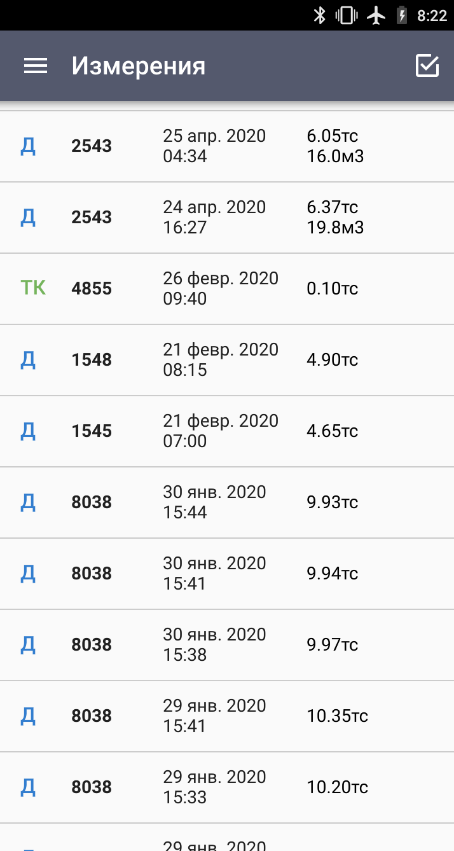 8:22
Измерения
Д 2543 25 апр. 2020 6.05тс
04:34 16.0м3
Д 2543 24 апр. 2020 6.37тс
16:27 19.8м3
ТК 4855 26 февр. 2020 0.10тс
09:40
Д 1548 21 февр. 2020 4.90тс
08:15
Д 1545 21 февр. 2020 4.65тс
07:00
Д 8038 30 янв. 2020 9.93тс
15:44
Д 8038 30 янв. 2020 9.94тс
15:41
Д 8038 30 янв. 2020 9.97тс
15:38
Д 8038 29 янв. 2020 10.35тс
15:41
Д 8038 29 янв. 2020 10.20тс
15:33
29 янв. 2020